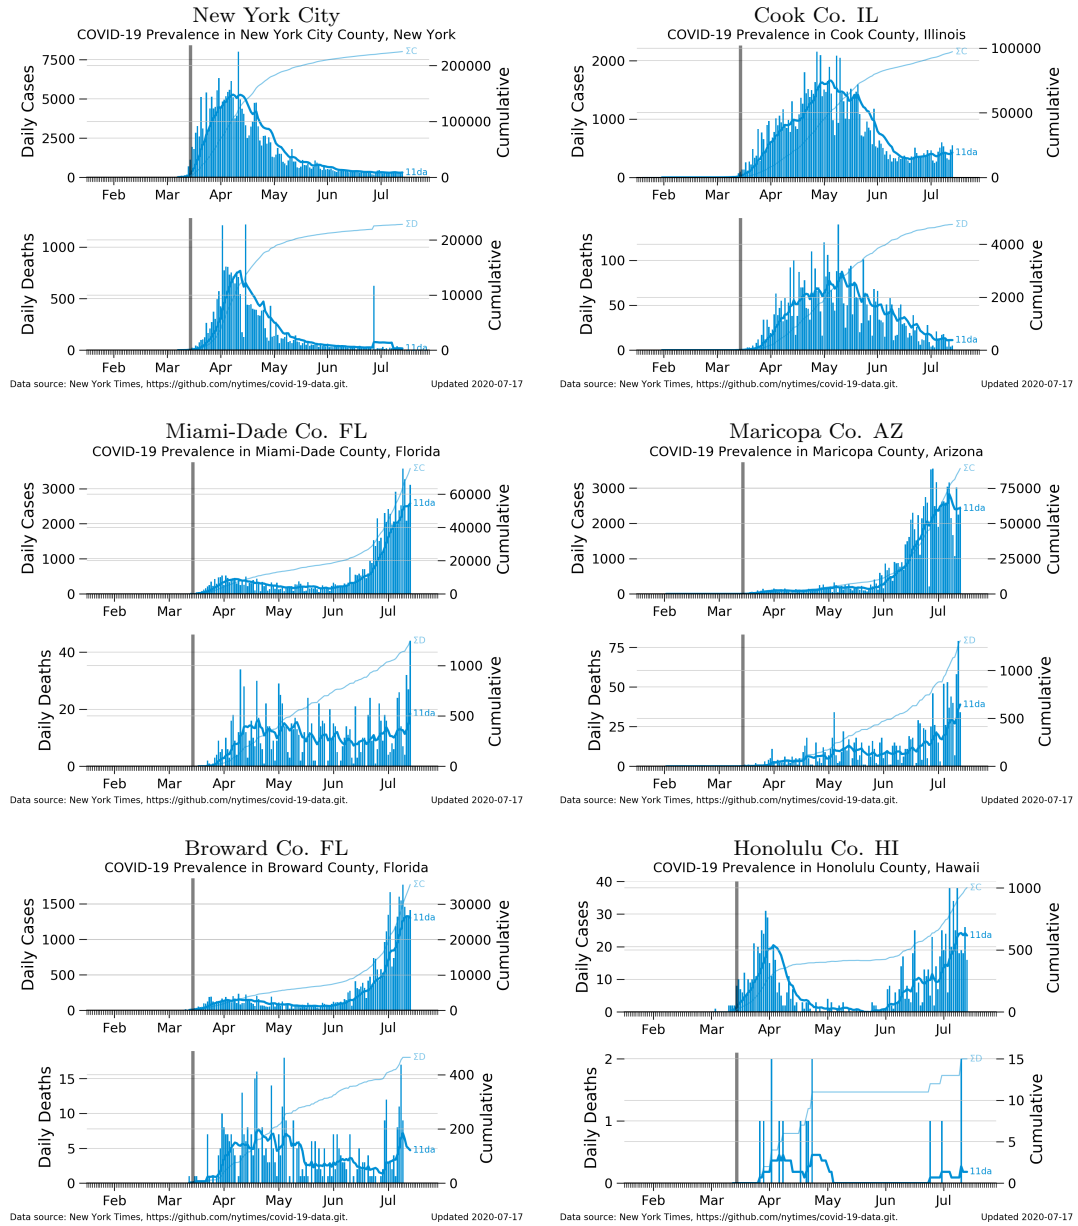 New York City
COVID-19 Prevalence in New York City County, New York
Daily Cases
7500
5000
2500
0
200000
100000
0
Cumulative
ΣC
11da
Feb Mar Apr May Jun Jul
Daily Deaths
1000
500
0
20000
10000
0
Cumulative
ΣD
11da
Feb Mar Apr May Jun Jul
Data source: New York Times, https://github.com/nytimes/covid-19-data.git. Updated 2020-07-17
Cook Co. IL
COVID-19 Prevalence in Cook County, Illinois
Daily Cases
2000
1000
0
100000
50000
0
Cumulative
ΣC
11da
Feb Mar Apr May Jun Jul
Daily Deaths
100
50
0
4000
2000
0
Cumulative
ΣD
11da
Feb Mar Apr May Jun Jul
Data source: New York Times, https://github.com/nytimes/covid-19-data.git. Updated 2020-07-17
Miami-Dade Co. FL
COVID-19 Prevalence in Miami-Dade County, Florida
Daily Cases
3000
2000
1000
0
60000
40000
20000
0
Cumulative
ΣC
11da
Feb Mar Apr May Jun Jul
Daily Deaths
40
20
0
1000
500
0
Cumulative
ΣD
11da
Feb Mar Apr May Jun Jul
Data source: New York Times, https://github.com/nytimes/covid-19-data.git. Updated 2020-07-17
Maricopa Co. AZ
COVID-19 Prevalence in Maricopa County, Arizona
Daily Cases
3000
2000
1000
0
75000
50000
25000
0
Cumulative
ΣC
11da
Feb Mar Apr May Jun Jul
Daily Deaths
75
50
25
0
1000
500
0
Cumulative
ΣD
11da
Feb Mar Apr May Jun Jul
Data source: New York Times, https://github.com/nytimes/covid-19-data.git. Updated 2020-07-17
Broward Co. FL
COVID-19 Prevalence in Broward County, Florida
Daily Cases
1500
1000
500
0
30000
20000
10000
0
Cumulative
ΣC
11da
Feb Mar Apr May Jun Jul
Daily Deaths
15
10
5
0
400
200
0
Cumulative
ΣD
11da
Feb Mar Apr May Jun Jul
Data source: New York Times, https://github.com/nytimes/covid-19-data.git. Updated 2020-07-17
Honolulu Co. HI
COVID-19 Prevalence in Honolulu County, Hawaii
Daily Cases
40
30
20
10
0
1000
500
0
Cumulative
ΣC
11da
Feb Mar Apr May Jun Jul
Daily Deaths
2
1
0
15
10
5
0
Cumulative
ΣD
11da
Feb Mar Apr May Jun Jul
Data source: New York Times, https://github.com/nytimes/covid-19-data.git. Updated 2020-07-17